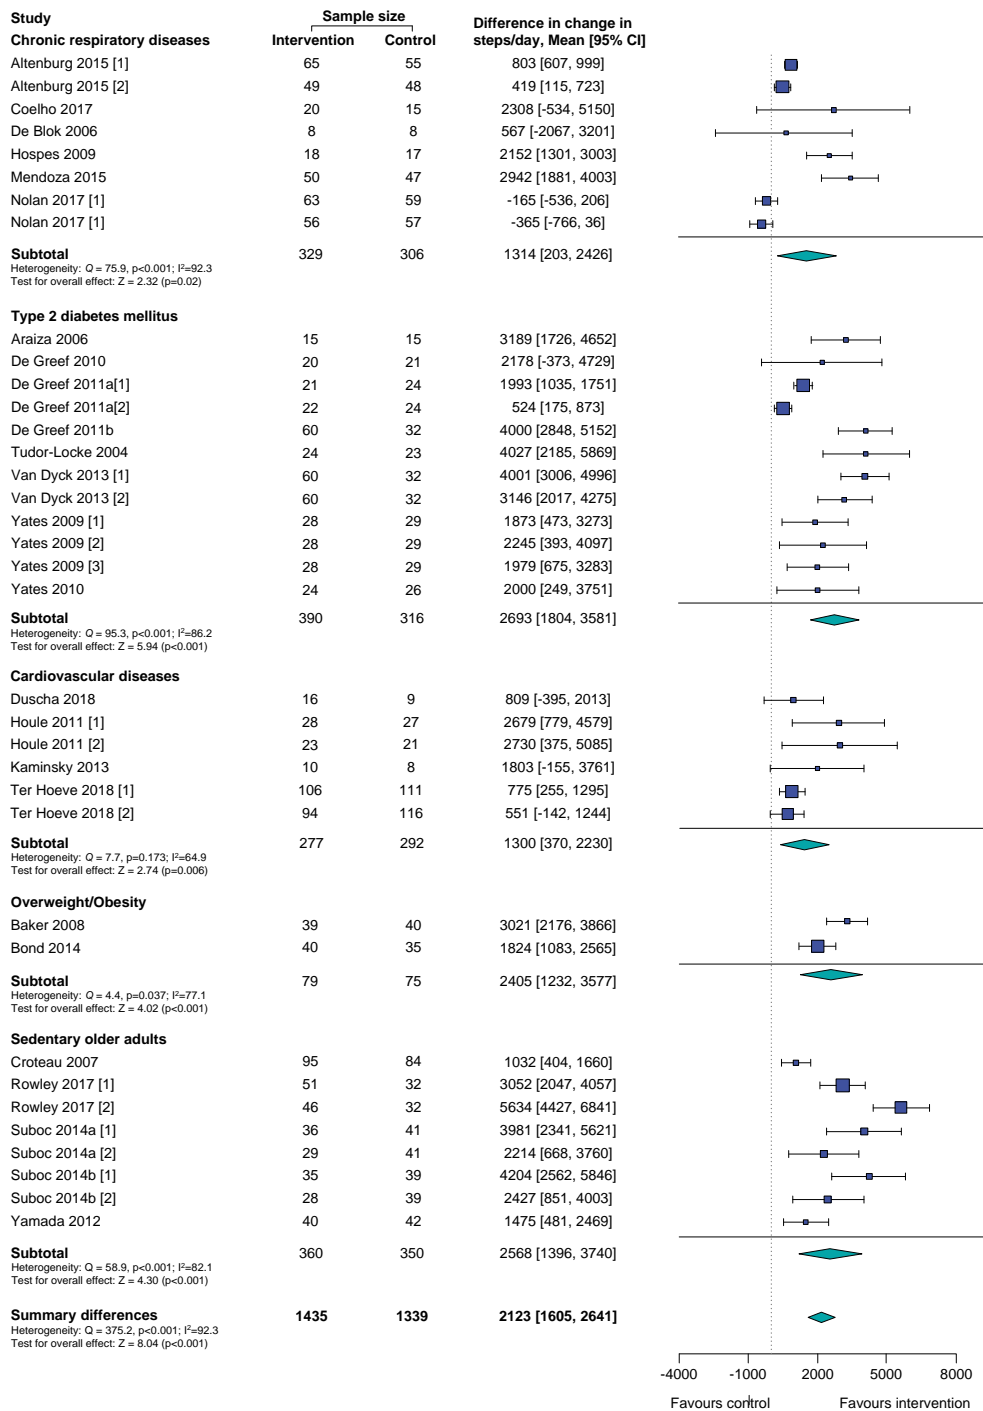 Study Sample size Difference in change in
Chronic respiratory diseases Intervention Control steps/day, Mean [95% CI]
Altenburg 2015 [1] 65 55 803 [607, 999]
Altenburg 2015 [2] 49 48 419 [115, 723]
Coelho 2017 20 15 2308 [-534, 5150]
De Blok 2006 8 8 567 [-2067, 3201]
Hospes 2009 18 17 2152 [1301, 3003]
Mendoza 2015 50 47 2942 [1881, 4003]
Nolan 2017 [1] 63 59 -165 [-536, 206]
Nolan 2017 [1] 56 57 -365 [-766, 36]
Subtotal 329 306 1314 [203, 2426]
Heterogeneity: Q = 75.9, p<0.001; I²=92.3
Test for overall effect: Z = 2.32 (p=0.02)
Type 2 diabetes mellitus
Araiza 2006 15 15 3189 [1726, 4652]
De Greef 2010 20 21 2178 [-373, 4729]
De Greef 2011a[1] 21 24 1993 [1035, 1751]
De Greef 2011a[2] 22 24 524 [175, 873]
De Greef 2011b 60 32 4000 [2848, 5152]
Tudor-Locke 2004 24 23 4027 [2185, 5869]
Van Dyck 2013 [1] 60 32 4001 [3006, 4996]
Van Dyck 2013 [2] 60 32 3146 [2017, 4275]
Yates 2009 [1] 28 29 1873 [473, 3273]
Yates 2009 [2] 28 29 2245 [393, 4097]
Yates 2009 [3] 28 29 1979 [675, 3283]
Yates 2010 24 26 2000 [249, 3751]
Subtotal 390 316 2693 [1804, 3581]
Heterogeneity: Q = 95.3, p<0.001; I²=86.2
Test for overall effect: Z = 5.94 (p<0.001)
Cardiovascular diseases
Duscha 2018 16 9 809 [-395, 2013]
Houle 2011 [1] 28 27 2679 [779, 4579]
Houle 2011 [2] 23 21 2730 [375, 5085]
Kaminsky 2013 10 8 1803 [-155, 3761]
Ter Hoeve 2018 [1] 106 111 775 [255, 1295]
Ter Hoeve 2018 [2] 94 116 551 [-142, 1244]
Subtotal 277 292 1300 [370, 2230]
Heterogeneity: Q = 7.7, p=0.173; I²=64.9
Test for overall effect: Z = 2.74 (p=0.006)
Overweight/Obesity
Baker 2008 39 40 3021 [2176, 3866]
Bond 2014 40 35 1824 [1083, 2565]
Subtotal 79 75 2405 [1232, 3577]
Heterogeneity: Q = 4.4, p=0.037; I²=77.1
Test for overall effect: Z = 4.02 (p<0.001)
Sedentary older adults
Croteau 2007 95 84 1032 [404, 1660]
Rowley 2017 [1] 51 32 3052 [2047, 4057]
Rowley 2017 [2] 46 32 5634 [4427, 6841]
Suboc 2014a [1] 36 41 3981 [2341, 5621]
Suboc 2014a [2] 29 41 2214 [668, 3760]
Suboc 2014b [1] 35 39 4204 [2562, 5846]
Suboc 2014b [2] 28 39 2427 [851, 4003]
Yamada 2012 40 42 1475 [481, 2469]
Subtotal 360 350 2568 [1396, 3740]
Heterogeneity: Q = 58.9, p<0.001; I²=82.1
Test for overall effect: Z = 4.30 (p<0.001)
Summary differences 1435 1339 2123 [1605, 2641]
Heterogeneity: Q = 375.2, p<0.001; I²=92.3
Test for overall effect: Z = 8.04 (p<0.001)
-4000 -1000 2000 5000 8000
Favours control Favours intervention